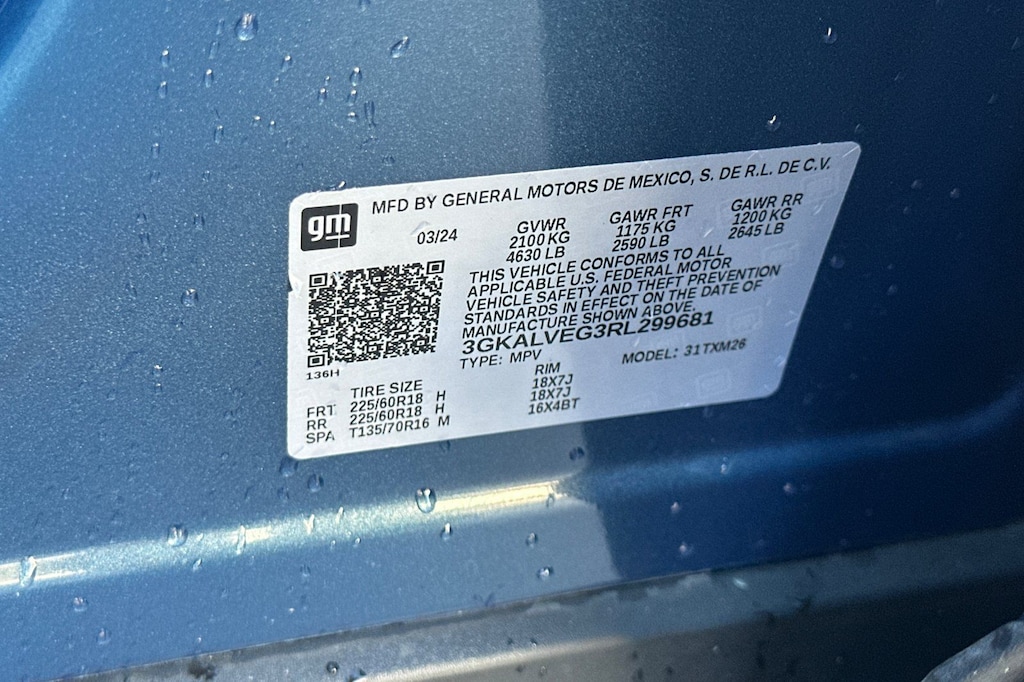 gm MFD BY GENERAL MOTORS DE MEXICO, S. DE R.L. DE C.V.
03/24 GVWR GAWR FRT GAWR RR
2100 KG 1175 KG 1200 KG
4630 LB 2590 LB 2645 LB
THIS VEHICLE CONFORMS TO ALL
APPLICABLE U.S. FEDERAL MOTOR
VEHICLE SAFETY AND THEFT PREVENTION
STANDARDS IN EFFECT ON THE DATE OF
MANUFACTURE SHOWN ABOVE.
3GKALVEG3RL299681
TYPE: MPV MODEL: 31TXM26
136H
TIRE SIZE RIM
FRT 225/60R18 H 18X7J
RR 225/60R18 H 18X7J
SPA T135/70R16 M 16X4BT